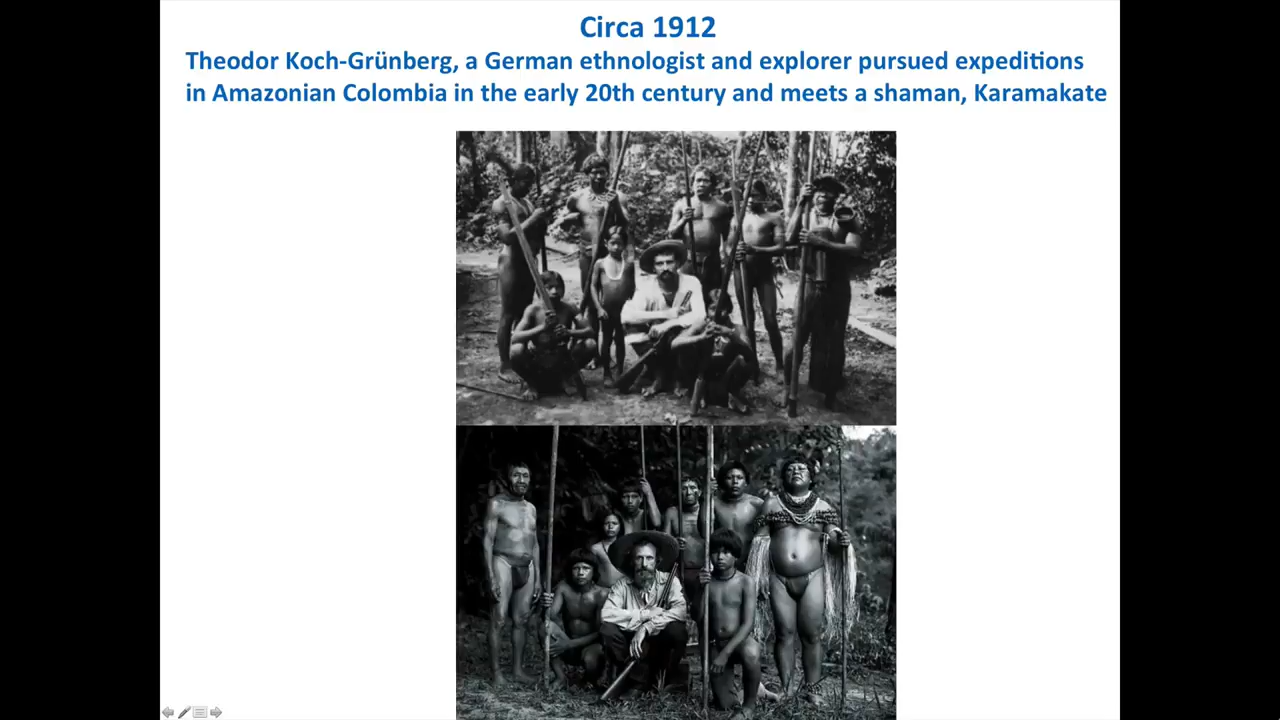 Circa 1912
Theodor Koch-Grünberg, a German ethnologist and explorer pursued expeditions
in Amazonian Colombia in the early 20th century and meets a shaman, Karamakate